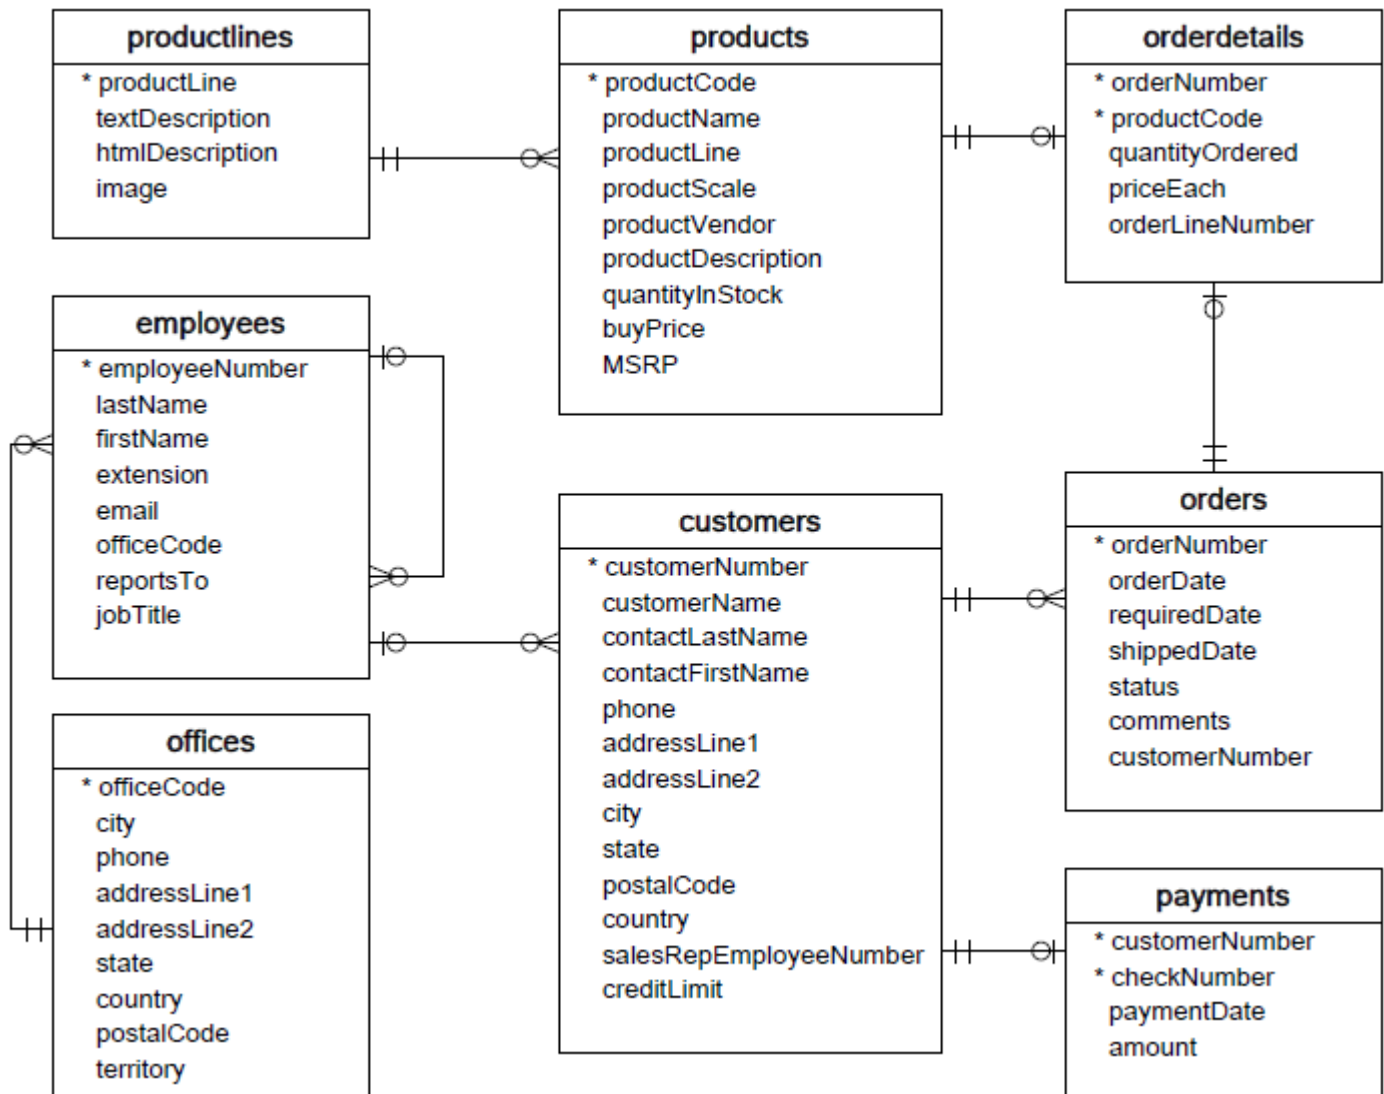 productlines
* productLine
textDescription
htmlDescription
image
products
* productCode
productName
productLine
productScale
productVendor
productDescription
quantityInStock
buyPrice
MSRP
orderdetails
* orderNumber
* productCode
quantityOrdered
priceEach
orderLineNumber
employees
* employeeNumber
lastName
firstName
extension
email
officeCode
reportsTo
jobTitle
customers
* customerNumber
customerName
contactLastName
contactFirstName
phone
addressLine1
addressLine2
city
state
postalCode
country
salesRepEmployeeNumber
creditLimit
orders
* orderNumber
orderDate
requiredDate
shippedDate
status
comments
customerNumber
offices
* officeCode
city
phone
addressLine1
addressLine2
state
country
postalCode
territory
payments
* customerNumber
* checkNumber
paymentDate
amount